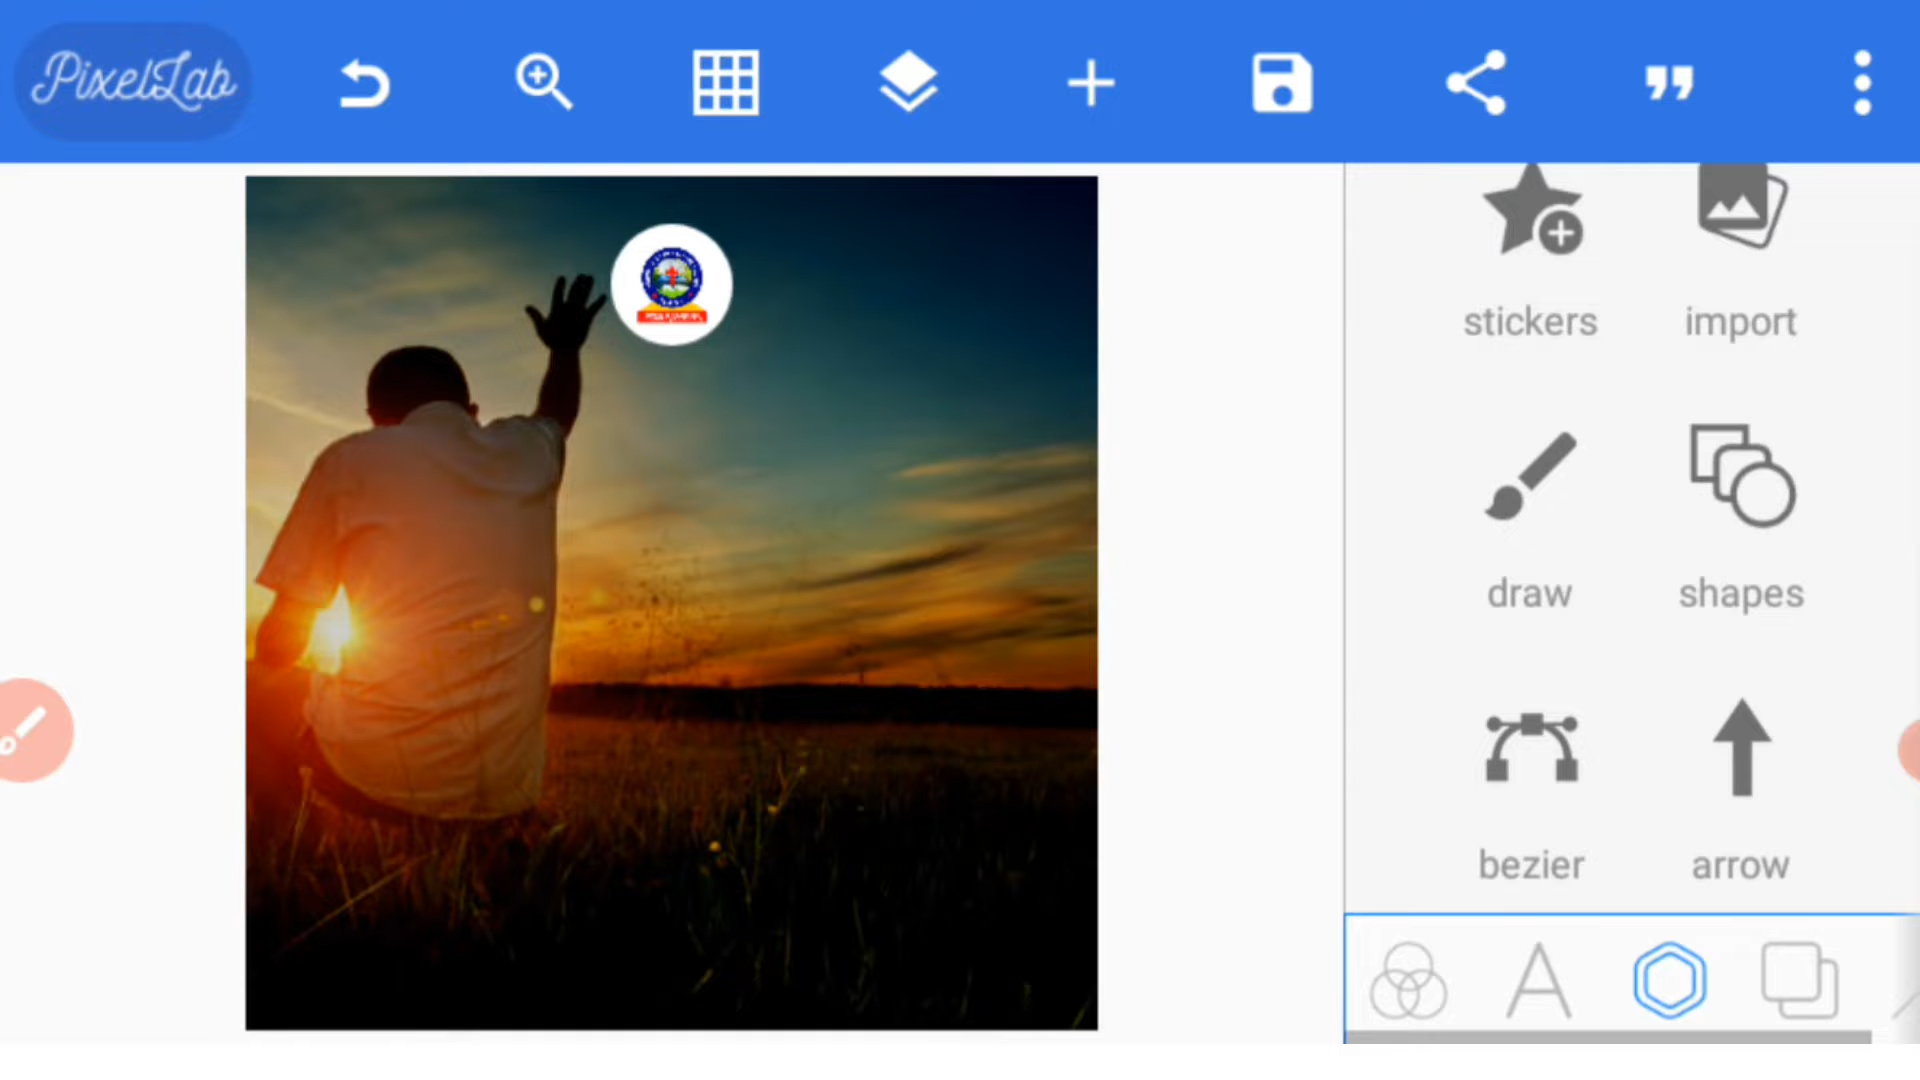 PixelLab
stickers
import
draw
shapes
bezier
arrow